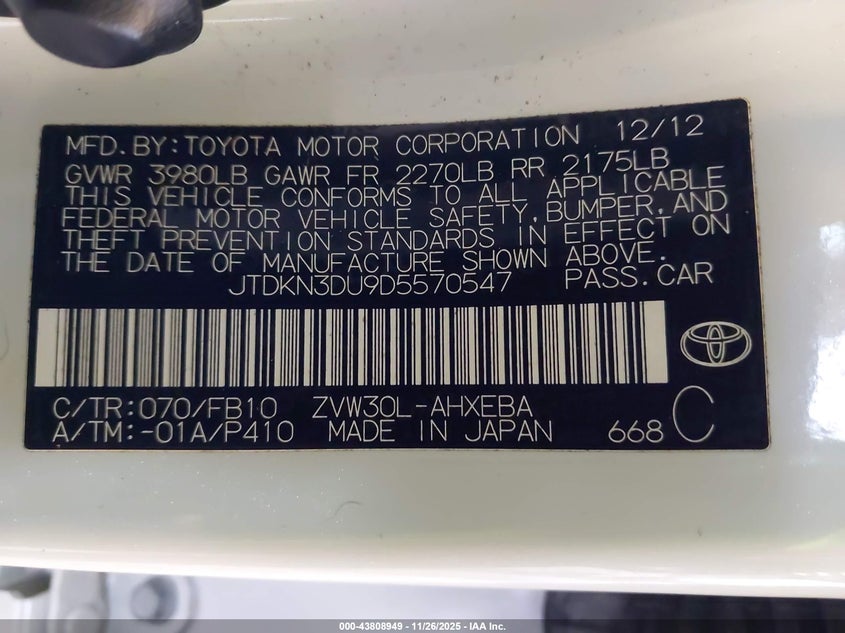 MFD.BY:TOYOTA MOTOR CORPORATION 12/12
GVWR 3980LB GAWR FR 2270LB RR 2175LB
THIS VEHICLE CONFORMS TO ALL APPLICABLE
FEDERAL MOTOR VEHICLE SAFETY,BUMPER,AND
THEFT PREVENTION STANDARDS IN EFFECT ON
THE DATE OF MANUFACTURE SHOWN ABOVE.
JTDKN3DU9D5570547 PASS.CAR
C/TR:070/FB10 ZVW30L-AHXEBA
A/TM:-01A/P410 MADE IN JAPAN 668 C
000-43808949 - 11/26/2025 - IAA Inc.